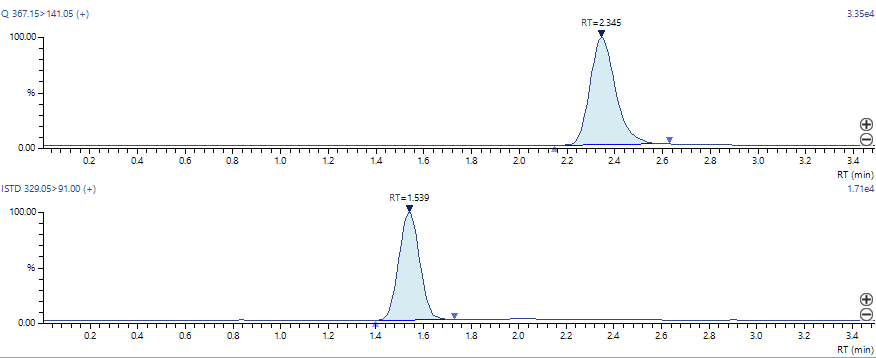 Q 367.15>141.05 (+) 3.35e4
RT=2.345
100.00
%
0.00
0.2 0.4 0.6 0.8 1.0 1.2 1.4 1.6 1.8 2.0 2.2 2.4 2.6 2.8 3.0 3.2 3.4
RT (min)
ISTD 329.05>91.00 (+) 1.71e4
RT=1.539
100.00
%
0.00
0.2 0.4 0.6 0.8 1.0 1.2 1.4 1.6 1.8 2.0 2.2 2.4 2.6 2.8 3.0 3.2 3.4
RT (min)